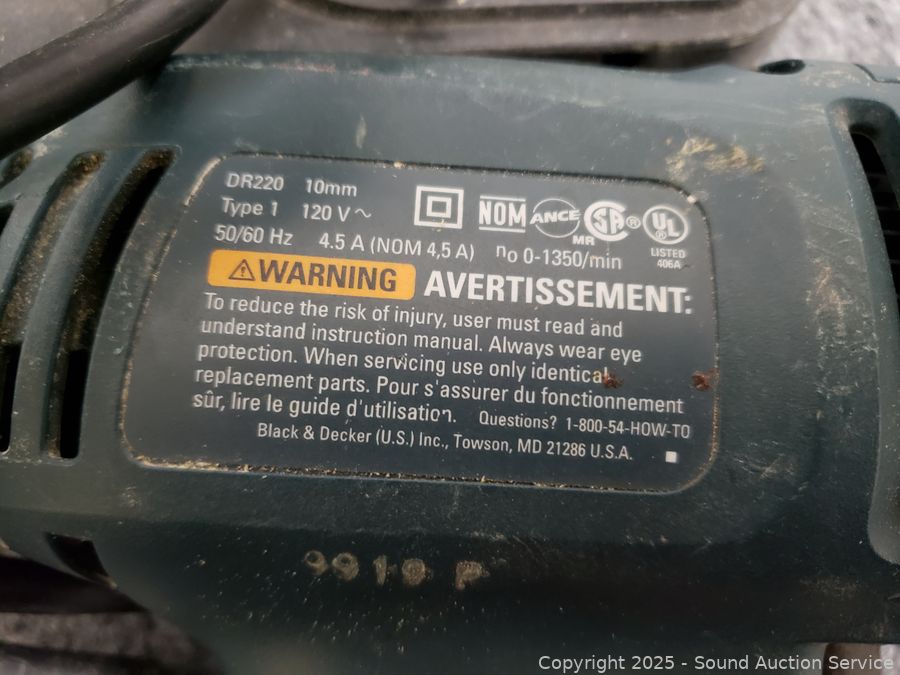 DR220 10mm
Type 1 120 V ~
50/60 Hz 4.5 A (NOM 4,5 A) no 0-1350/min
NOM ANCE MR SA ® UL ® LISTED 406A
⚠WARNING AVERTISSEMENT:
To reduce the risk of injury, user must read and
understand instruction manual. Always wear eye
protection. When servicing use only identical
replacement parts. Pour s'assurer du fonctionnement
sûr, lire le guide d'utilisation. Questions? 1-800-54-HOW-TO
Black & Decker (U.S.) Inc., Towson, MD 21286 U.S.A.
9919 P
Copyright © 2025 - Sound Auction Service